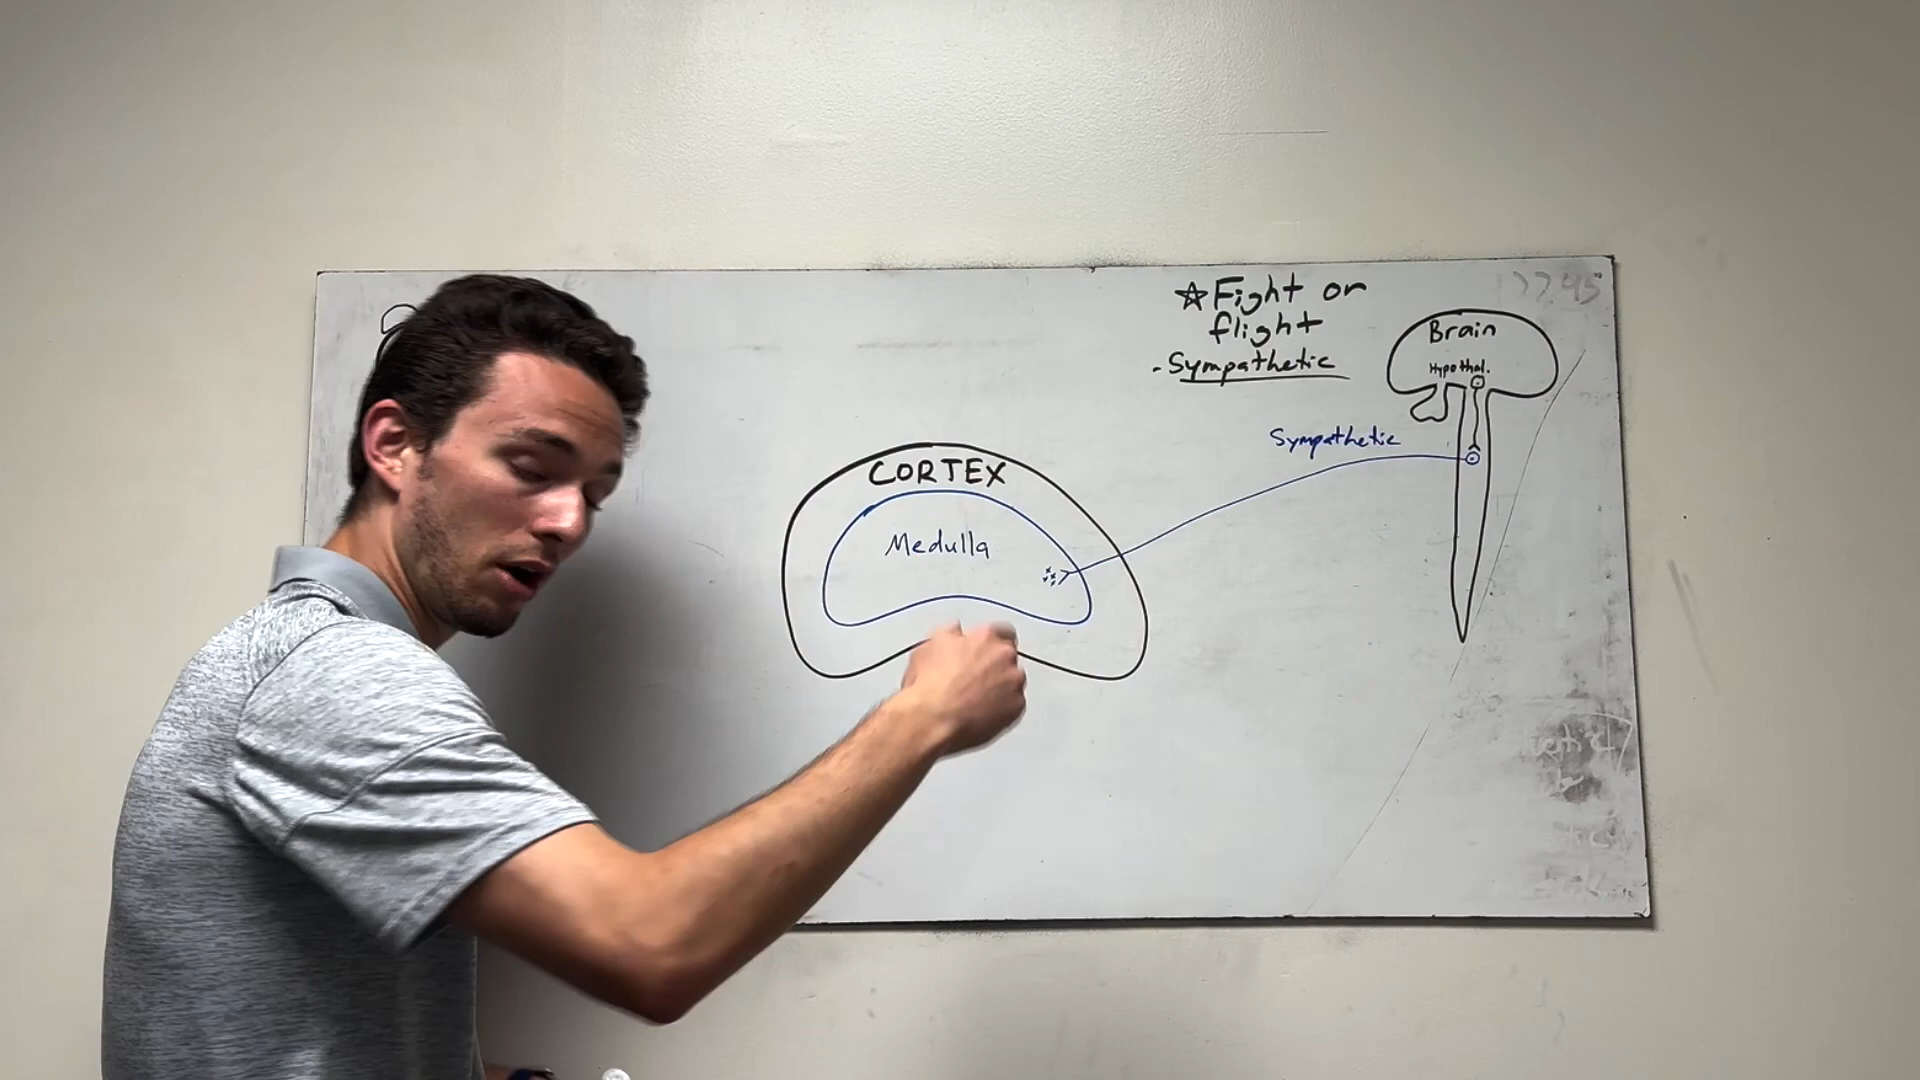 ☆ Fight or
flight
- Sympathetic
Brain
Hypothal.
Sympathetic
CORTEX
Medulla